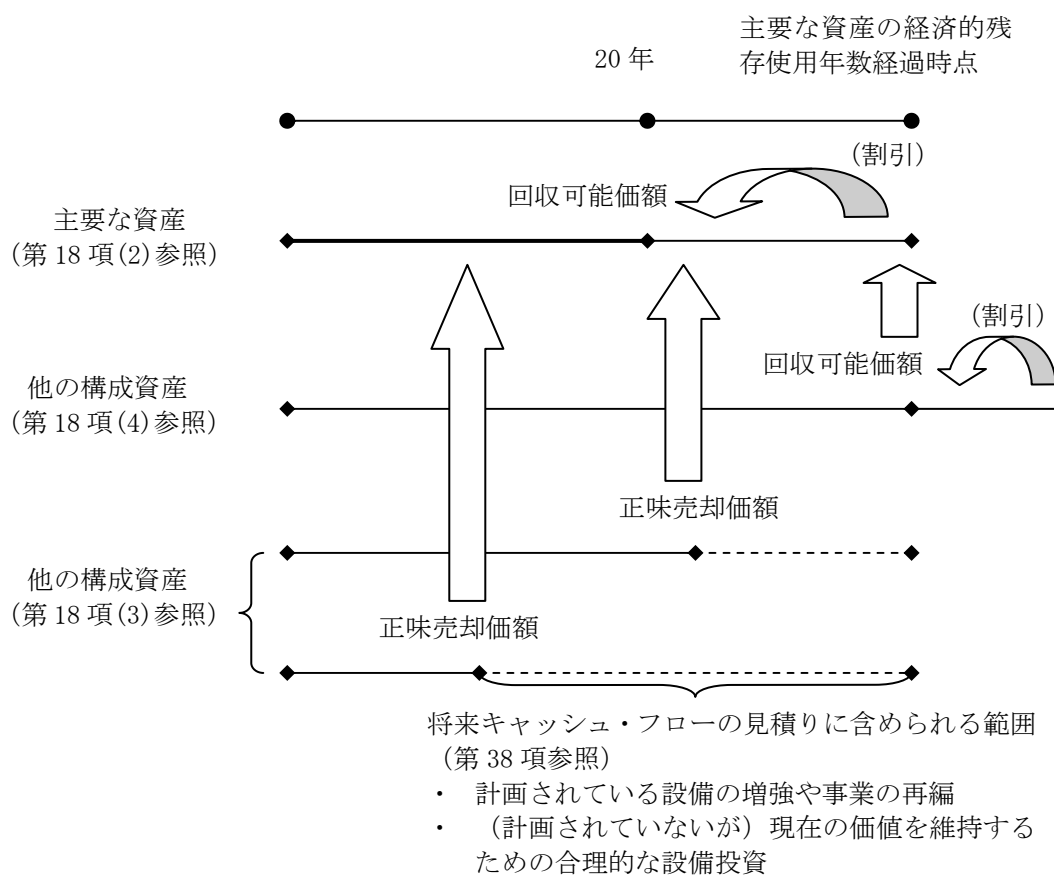 主要な資産の経済的残
存使用年数経過時点
20 年
(割引)
回収可能価額
主要な資産
(第 18 項(2)参照)
(割引)
回収可能価額
他の構成資産
(第 18 項(4)参照)
正味売却価額
他の構成資産
(第 18 項(3)参照)
正味売却価額
将来キャッシュ・フローの見積りに含められる範囲
(第 38 項参照)
・ 計画されている設備の増強や事業の再編
・ (計画されていないが)現在の価値を維持する
ための合理的な設備投資